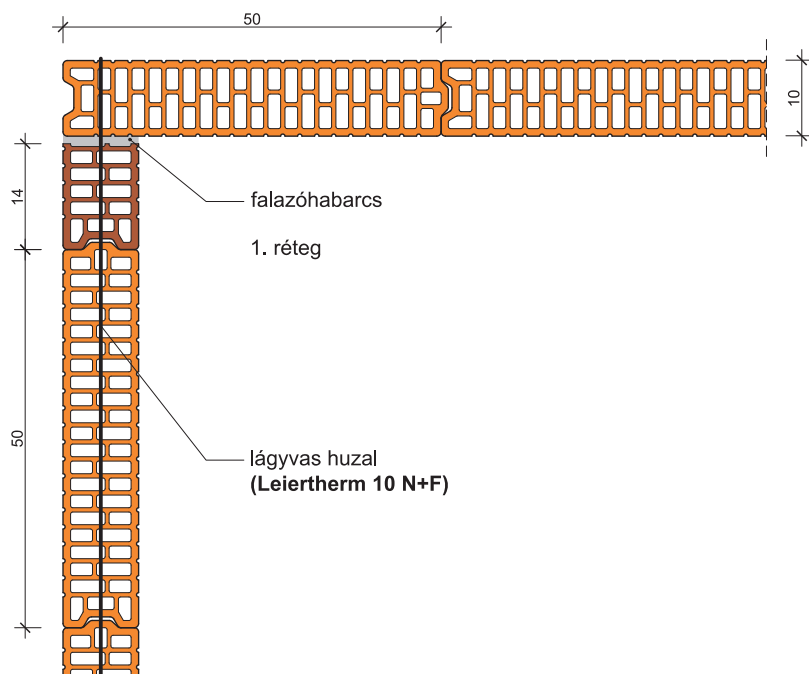 50
10
14
falazóhabarcs
1. réteg
50
lágyvas huzal
(Leiertherm 10 N+F)